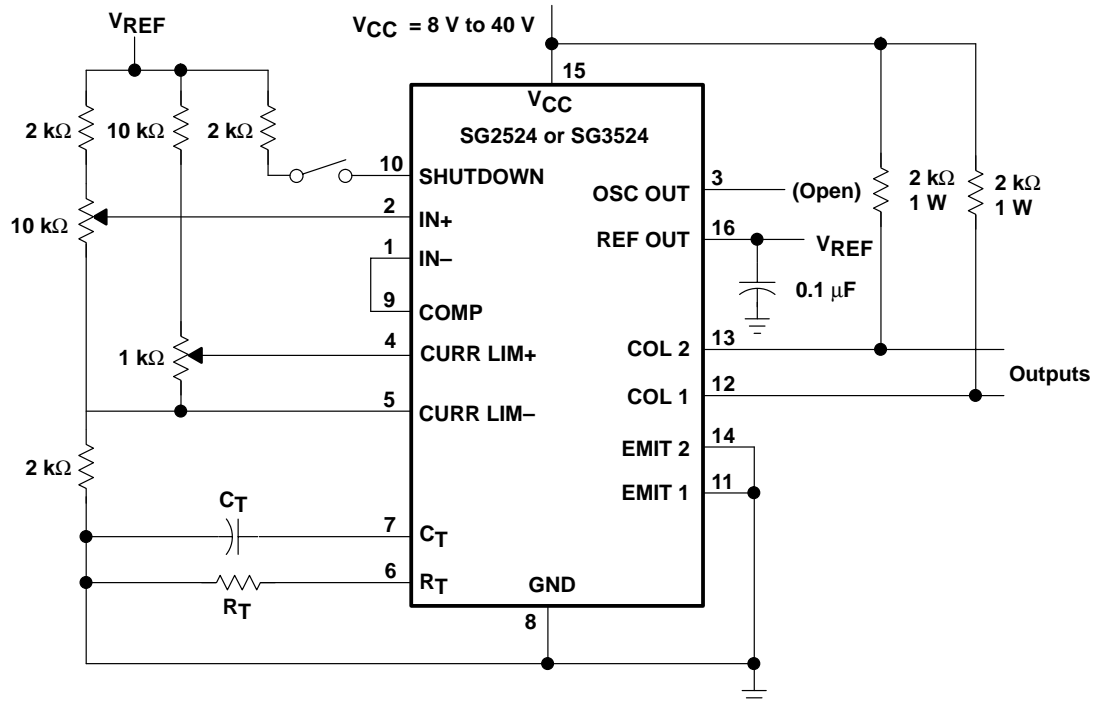 VREF
VCC = 8 V to 40 V
15
VCC
SG2524 or SG3524
2 kΩ
10 kΩ
2 kΩ
10
SHUTDOWN
3
OSC OUT
(Open)
2 kΩ
1 W
2 kΩ
1 W
10 kΩ
2
IN+
16
REF OUT
VREF
1
IN–
0.1 μF
9
COMP
4
CURR LIM+
1 kΩ
13
COL 2
Outputs
12
COL 1
5
CURR LIM–
14
EMIT 2
2 kΩ
11
EMIT 1
CT
7
CT
6
RT
RT
GND
8